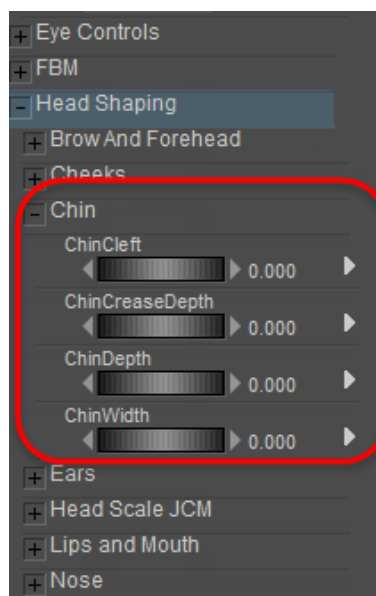 Eye Controls
FBM
Head Shaping
Brow And Forehead
Cheeks
Chin
ChinCleft
0.000
ChinCreaseDepth
0.000
ChinDepth
0.000
ChinWidth
0.000
Ears
Head Scale JCM
Lips and Mouth
Nose